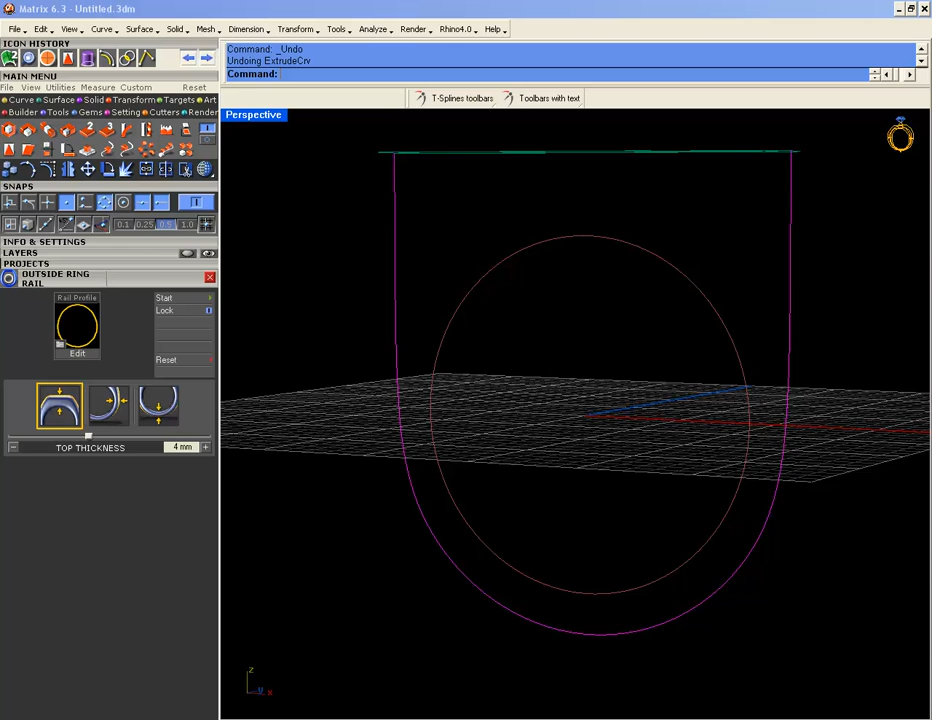 Matrix 6.3 - Untitled.3dm
File Edit View Curve Surface Solid Mesh Dimension Transform Tools Analyze Render Rhino4.0 Help
ICON HISTORY
Command: _Undo
Undoing ExtrudeCrv
Command:
MAIN MENU
File View Utilities Measure Custom Reset
Curve Surface Solid Transform Targets Art
Builder Tools Gems Setting Cutters Render
T-Splines toolbars Toolbars with text
Perspective
2 3
SNAPS
0.1 0.25 0.5 1.0
INFO & SETTINGS
LAYERS
PROJECTS
OUTSIDE RING
RAIL
Rail Profile
Edit
Start
Lock
Reset
TOP THICKNESS 4 mm
z
y x